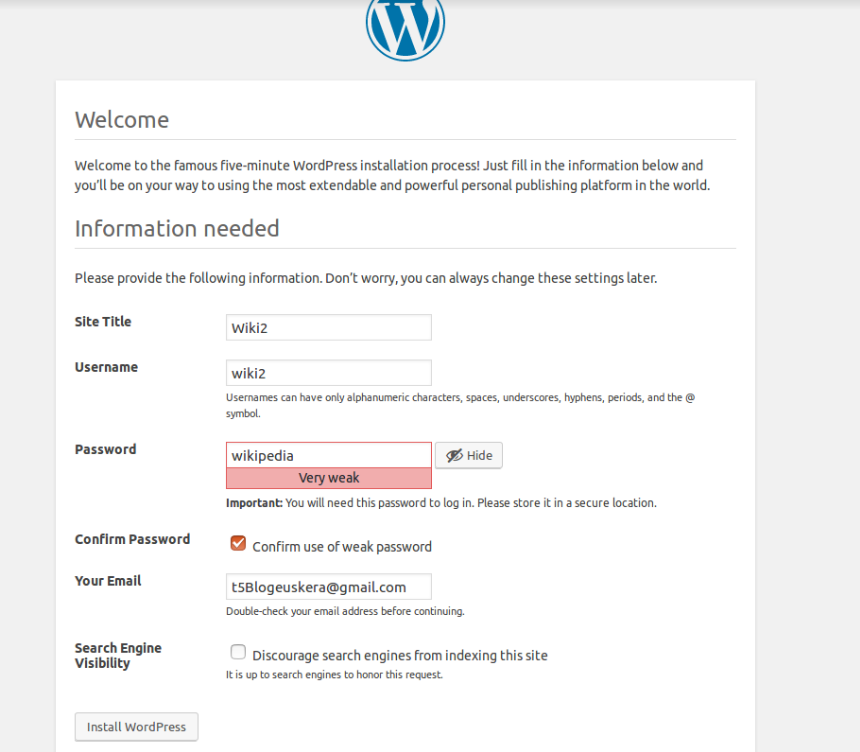 Welcome
Welcome to the famous five-minute WordPress installation process! Just fill in the information below and
you’ll be on your way to using the most extendable and powerful personal publishing platform in the world.
Information needed
Please provide the following information. Don’t worry, you can always change these settings later.
Site Title
Wiki2
Username
wiki2
Usernames can have only alphanumeric characters, spaces, underscores, hyphens, periods, and the @
symbol.
Password
wikipedia
Hide
Very weak
Important: You will need this password to log in. Please store it in a secure location.
Confirm Password
Confirm use of weak password
Your Email
t5Blogeuskera@gmail.com
Double-check your email address before continuing.
Search Engine
Visibility
Discourage search engines from indexing this site
It is up to search engines to honor this request.
Install WordPress